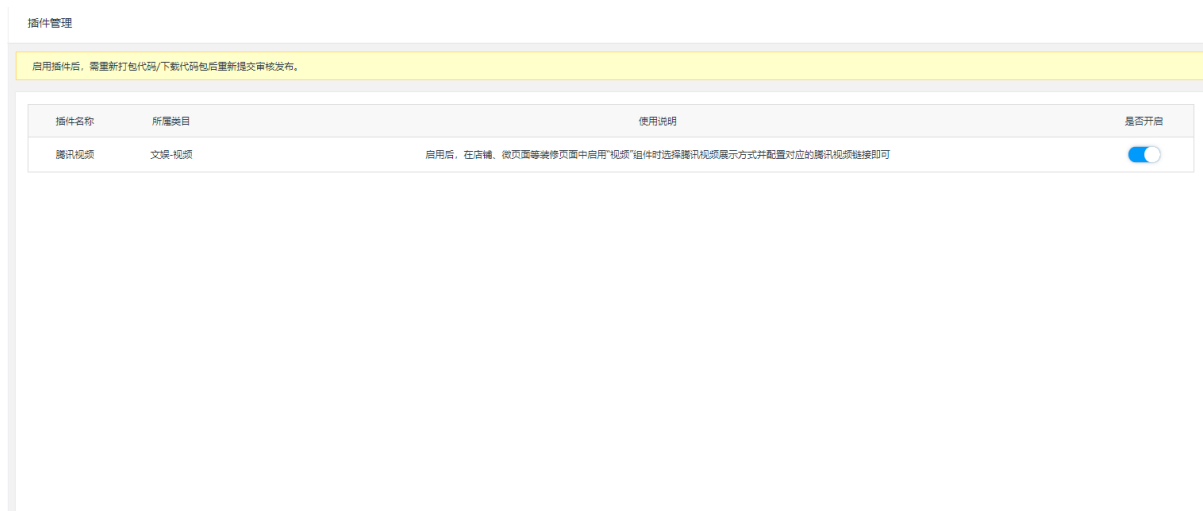 插件管理
启用插件后，需重新打包代码/下载代码包后重新提交审核发布。
插件名称 所属类目 使用说明 是否开启
腾讯视频 文娱-视频 启用后，在店铺、微页面等装修页面中启用"视频"组件时选择腾讯视频展示方式并配置对应的腾讯视频链接即可